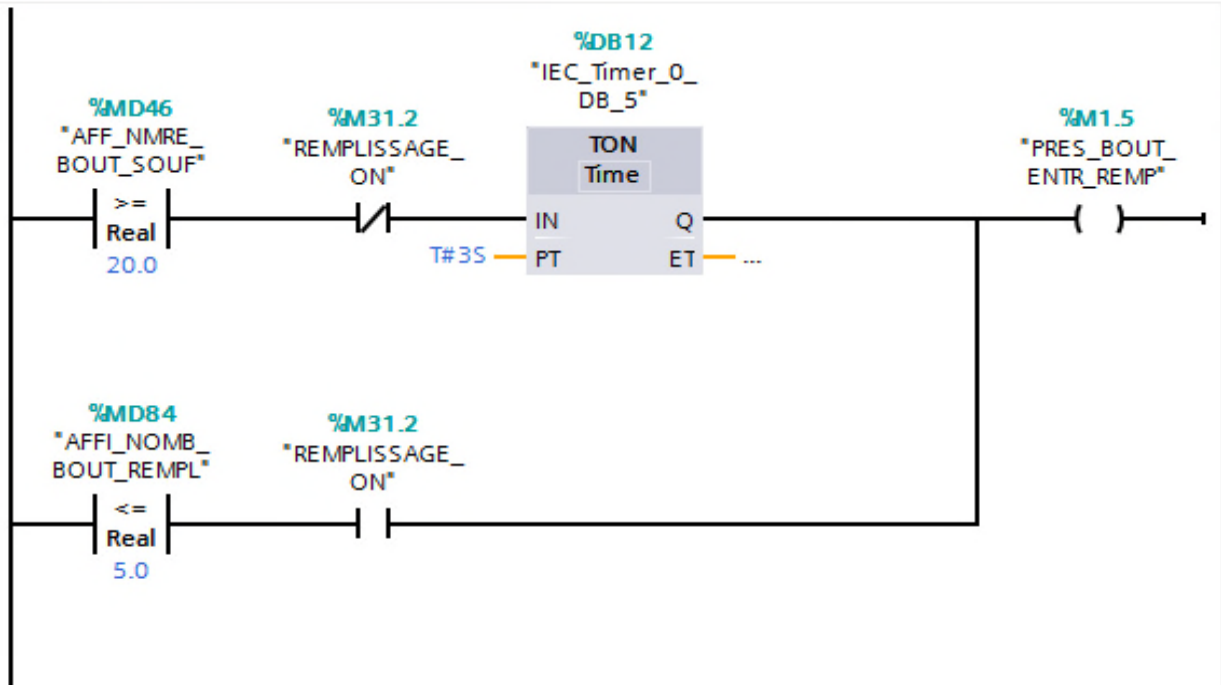 %DB12
"IEC_Timer_0_
DB_5"
%MD46
"AFF_NMRE_
BOUT_SOUF"
>=
Real
20.0
%M31.2
"REMPLISSAGE_
ON"
TON
Time
IN
Q
T#3S
PT
ET
...
%M1.5
"PRES_BOUT_
ENTR_REMP"
%MD84
"AFFI_NOMB_
BOUT_REMPL"
<=
Real
5.0
%M31.2
"REMPLISSAGE_
ON"